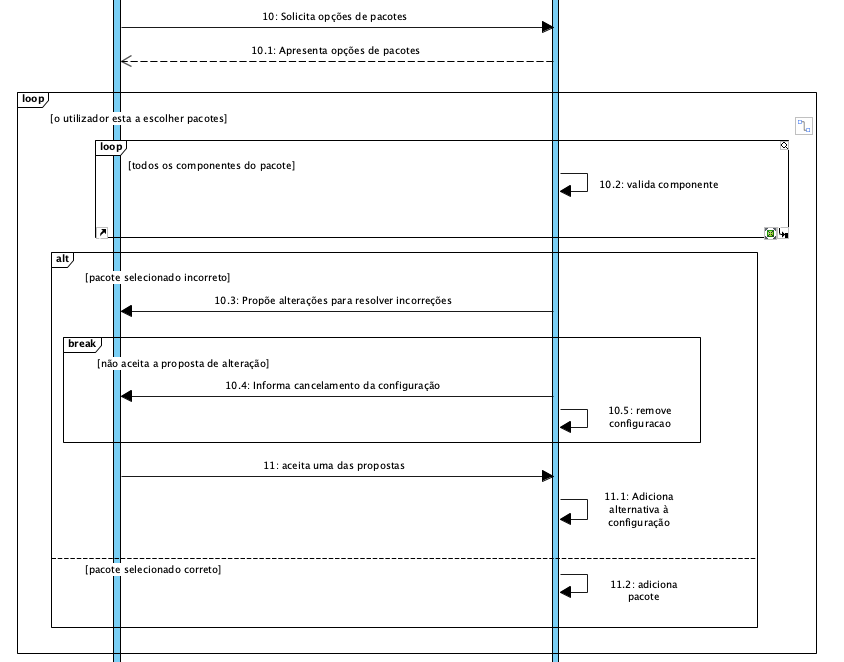 10: Solicita opções de pacotes
10.1: Apresenta opções de pacotes
loop
[o utilizador esta a escolher pacotes]
loop
[todos os componentes do pacote]
10.2: valida componente
alt
[pacote selecionado incorreto]
10.3: Propõe alterações para resolver incorreções
break
[não aceita a proposta de alteração]
10.4: Informa cancelamento da configuração
10.5: remove
configuracao
11: aceita uma das propostas
11.1: Adiciona
alternativa à
configuração
[pacote selecionado correto]
11.2: adiciona
pacote